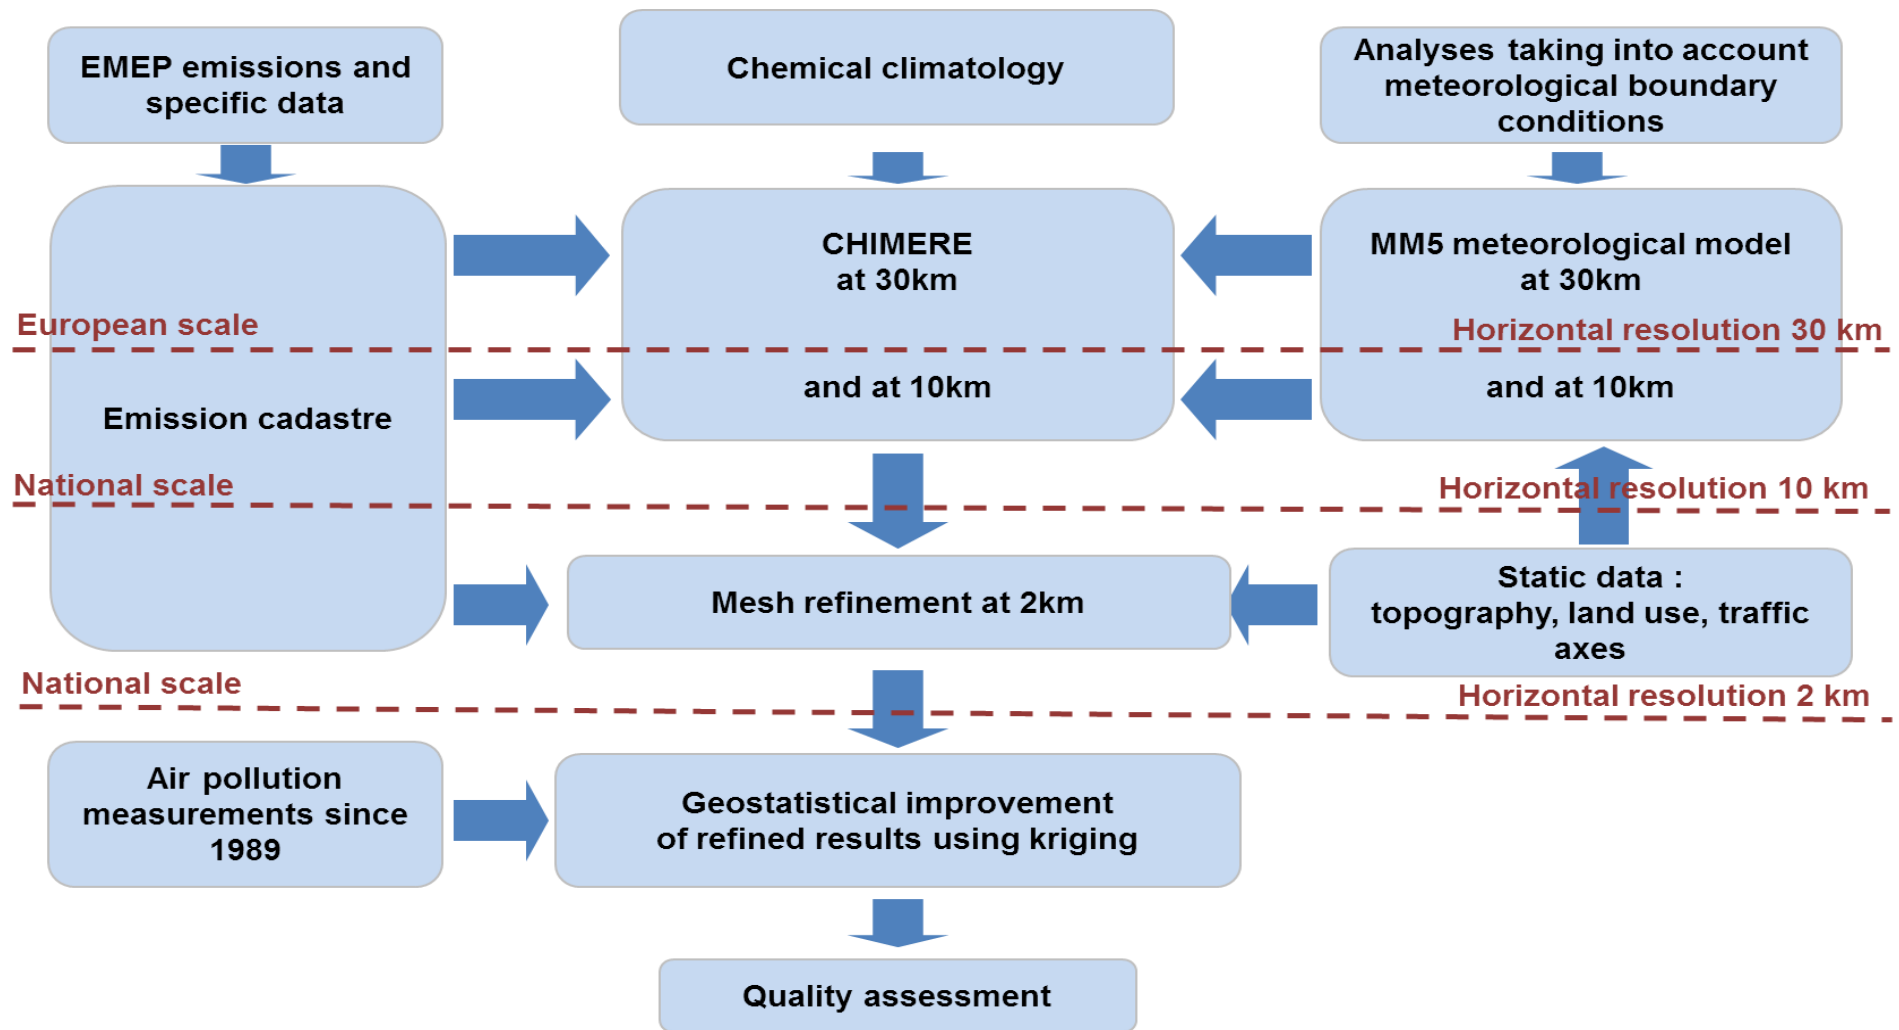 EMEP emissions and
specific data
Chemical climatology
Analyses taking into account
meteorological boundary
conditions
CHIMERE
at 30km
MM5 meteorological model
at 30km
European scale
Horizontal resolution 30 km
and at 10km
and at 10km
Emission cadastre
National scale
Horizontal resolution 10 km
Mesh refinement at 2km
Static data :
topography, land use, traffic
axes
National scale
Horizontal resolution 2 km
Air pollution
measurements since
1989
Geostatistical improvement
of refined results using kriging
Quality assessment